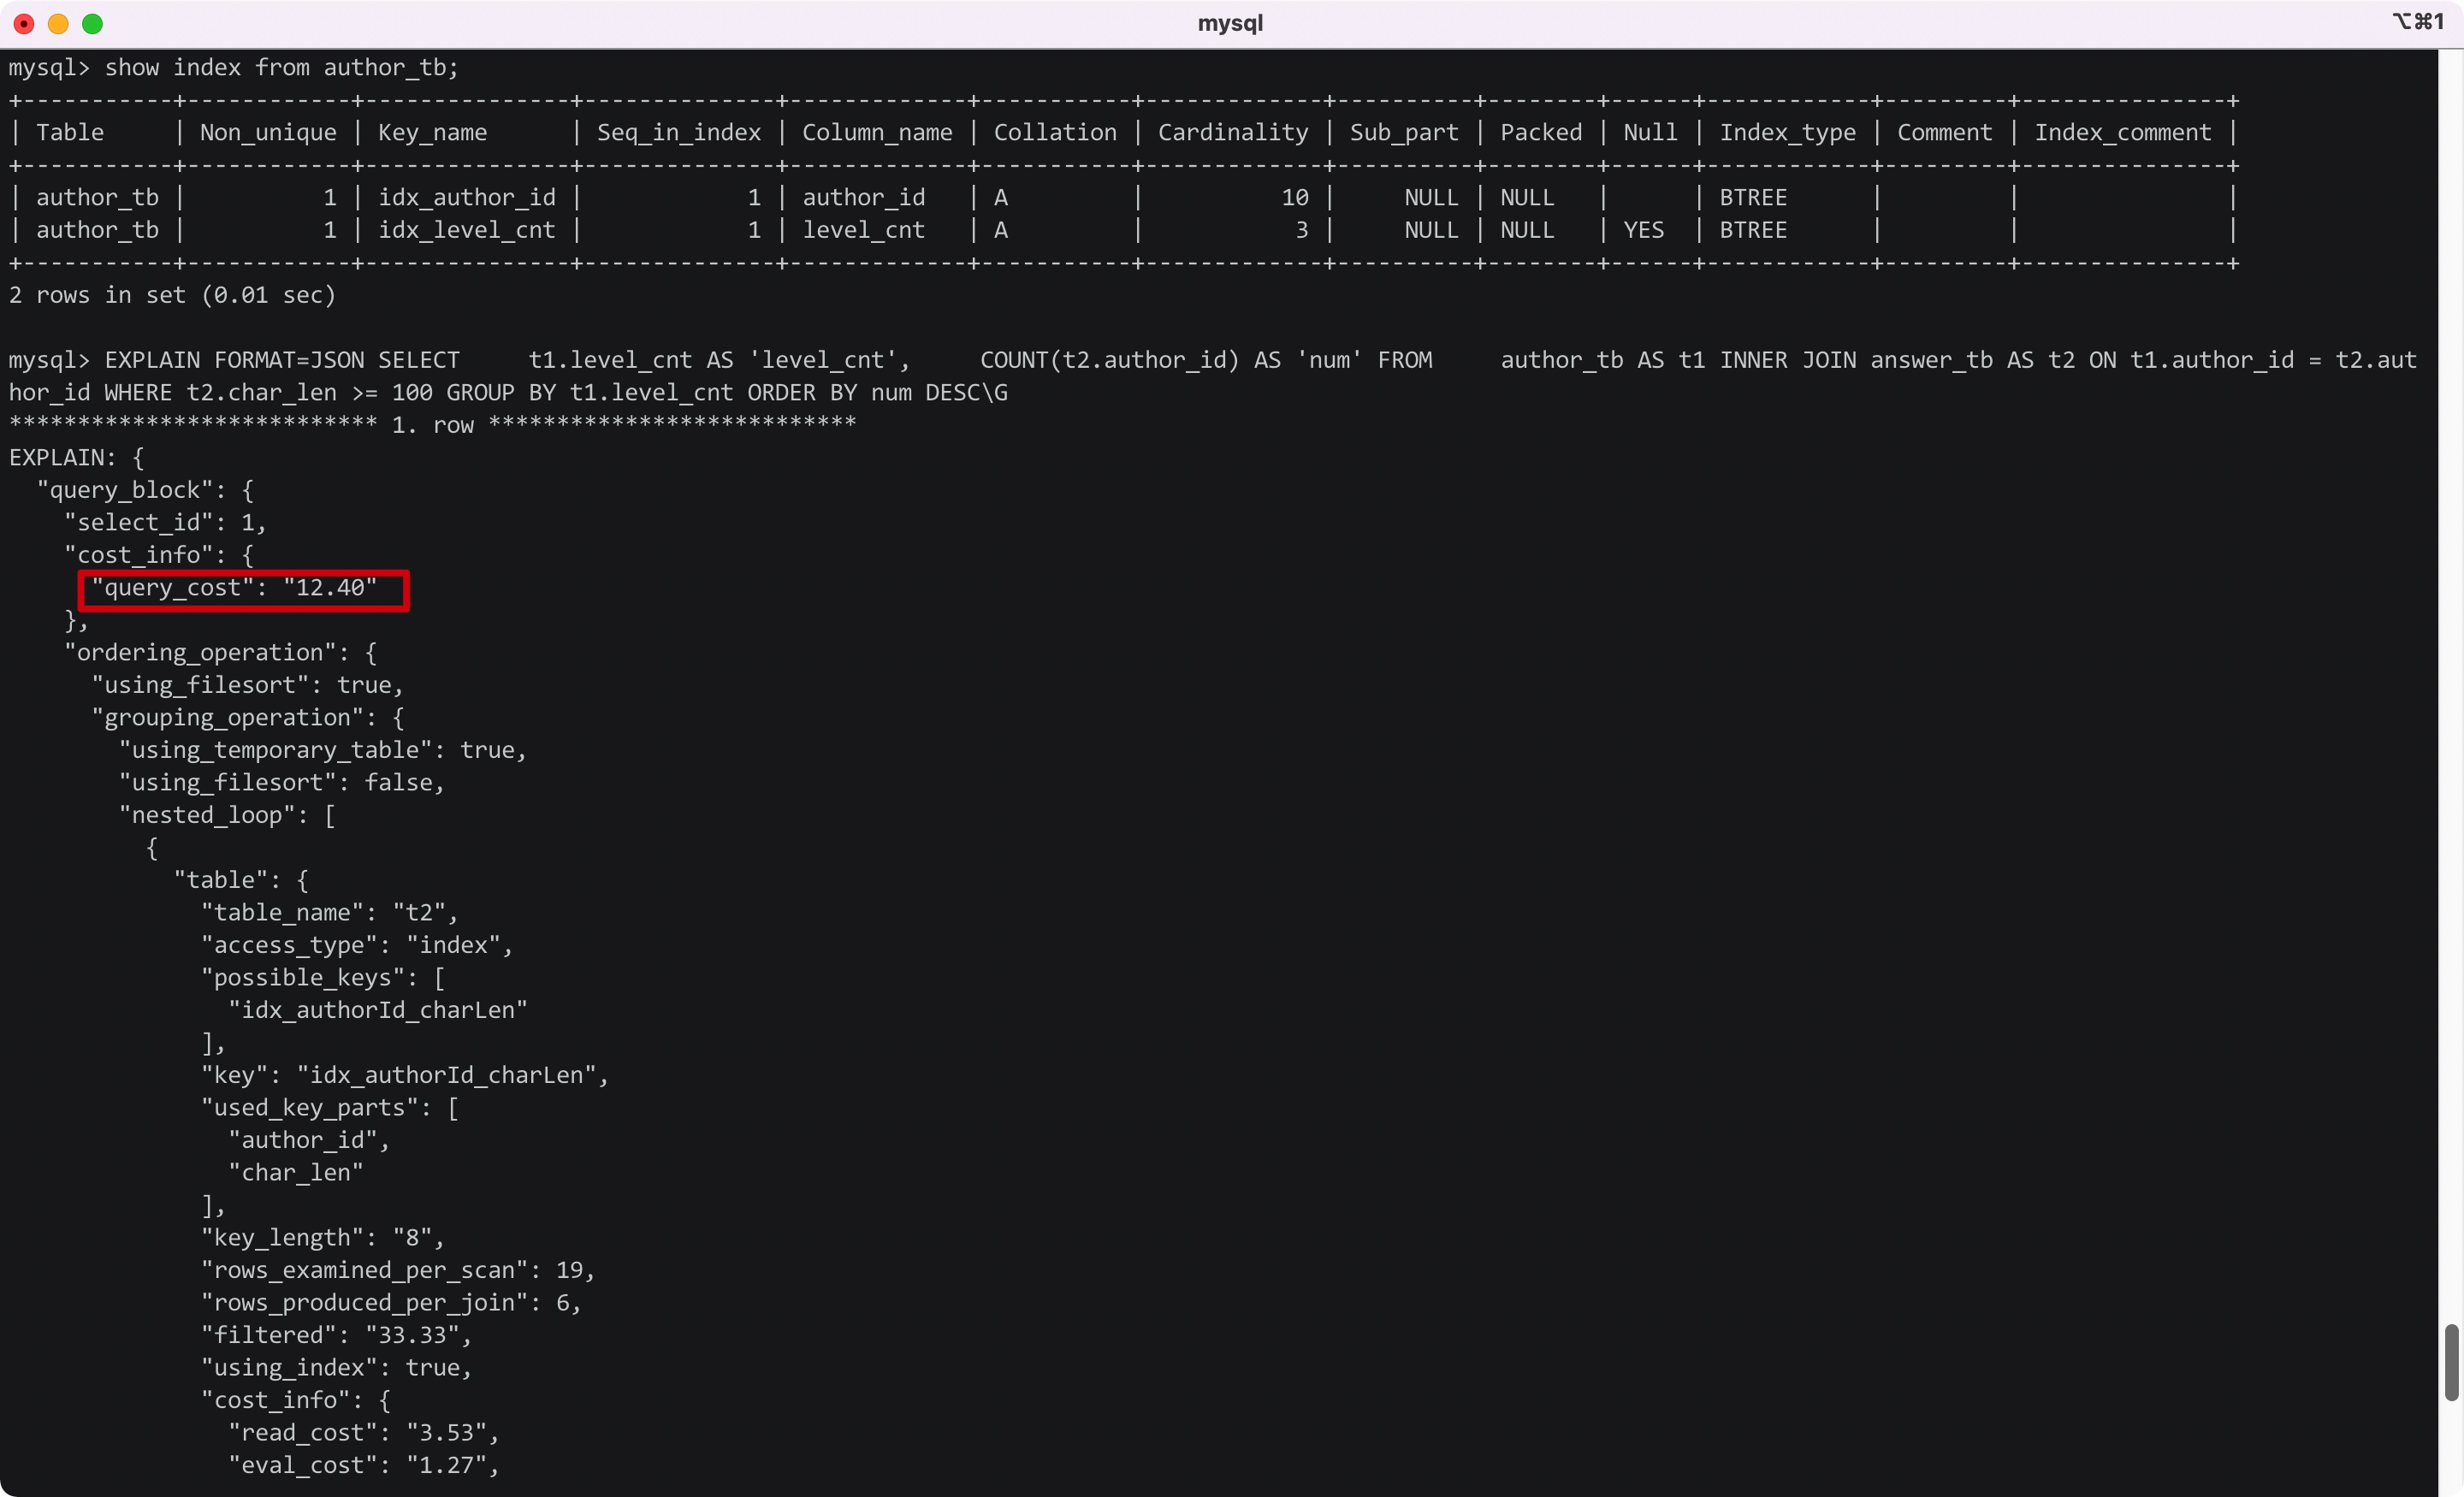 mysql
⌥⌘1
mysql> show index from author_tb;
+-----------+------------+---------------+--------------+-------------+-----------+-------------+----------+--------+------+------------+---------+---------------+
| Table     | Non_unique | Key_name      | Seq_in_index | Column_name | Collation | Cardinality | Sub_part | Packed | Null | Index_type | Comment | Index_comment |
+-----------+------------+---------------+--------------+-------------+-----------+-------------+----------+--------+------+------------+---------+---------------+
| author_tb |          1 | idx_author_id |            1 | author_id   | A         |          10 |     NULL | NULL   |      | BTREE      |         |               |
| author_tb |          1 | idx_level_cnt |            1 | level_cnt   | A         |           3 |     NULL | NULL   | YES  | BTREE      |         |               |
+-----------+------------+---------------+--------------+-------------+-----------+-------------+----------+--------+------+------------+---------+---------------+
2 rows in set (0.01 sec)

mysql> EXPLAIN FORMAT=JSON SELECT     t1.level_cnt AS 'level_cnt',     COUNT(t2.author_id) AS 'num' FROM     author_tb AS t1 INNER JOIN answer_tb AS t2 ON t1.author_id = t2.aut
hor_id WHERE t2.char_len >= 100 GROUP BY t1.level_cnt ORDER BY num DESC\G
*************************** 1. row ***************************
EXPLAIN: {
  "query_block": {
    "select_id": 1,
    "cost_info": {
      "query_cost": "12.40"
    },
    "ordering_operation": {
      "using_filesort": true,
      "grouping_operation": {
        "using_temporary_table": true,
        "using_filesort": false,
        "nested_loop": [
          {
            "table": {
              "table_name": "t2",
              "access_type": "index",
              "possible_keys": [
                "idx_authorId_charLen"
              ],
              "key": "idx_authorId_charLen",
              "used_key_parts": [
                "author_id",
                "char_len"
              ],
              "key_length": "8",
              "rows_examined_per_scan": 19,
              "rows_produced_per_join": 6,
              "filtered": "33.33",
              "using_index": true,
              "cost_info": {
                "read_cost": "3.53",
                "eval_cost": "1.27",